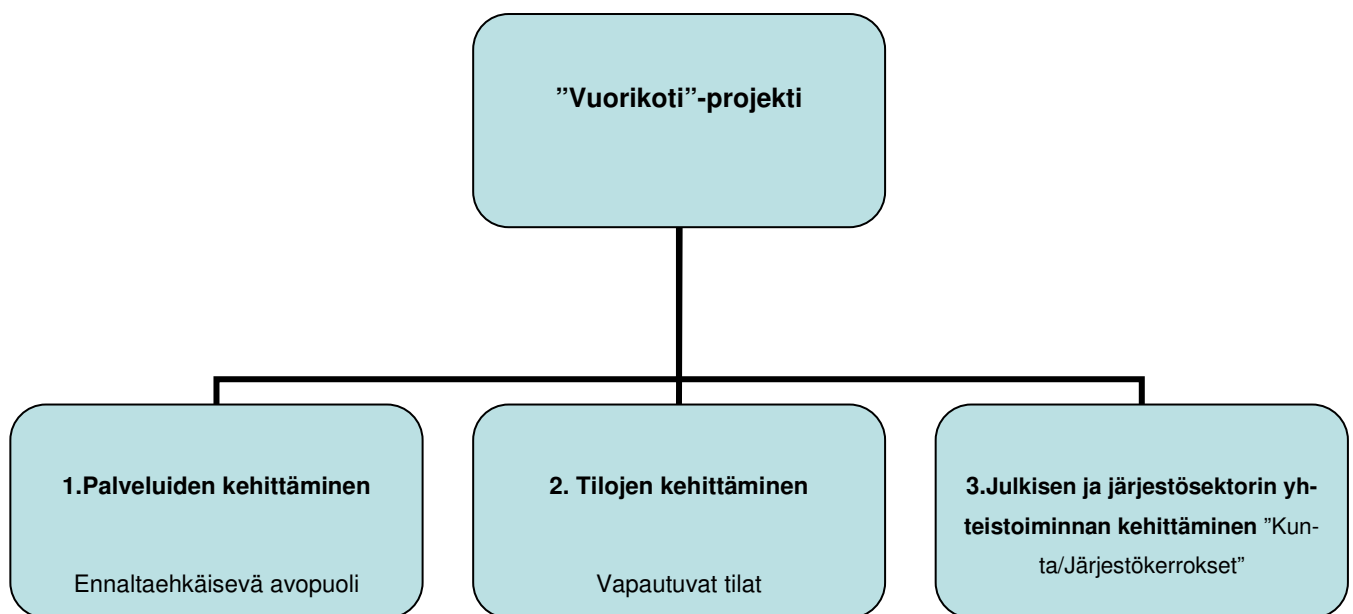 ”Vuorikoti”-projekti
1.Palveluiden kehittäminen
Ennaltaehkäisevä avopuoli
2. Tilojen kehittäminen
Vapautuvat tilat
3.Julkisen ja järjestösektorin yh-
teistoiminnan kehittäminen ”Kun-
ta/Järjestökerrokset”